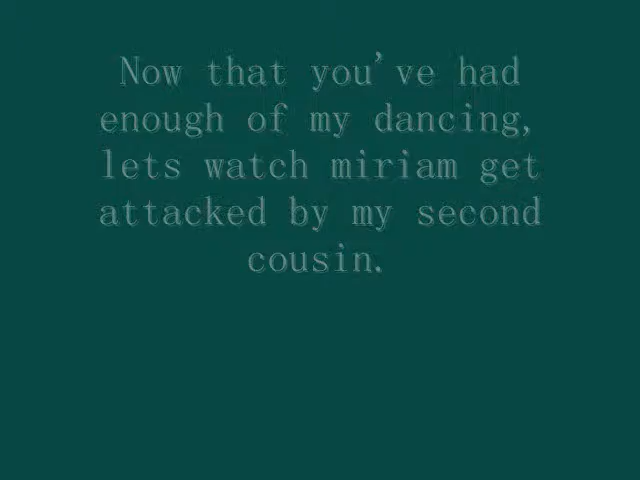 Now that you've had
enough of my dancing,
lets watch miriam get
attacked by my second
cousin.